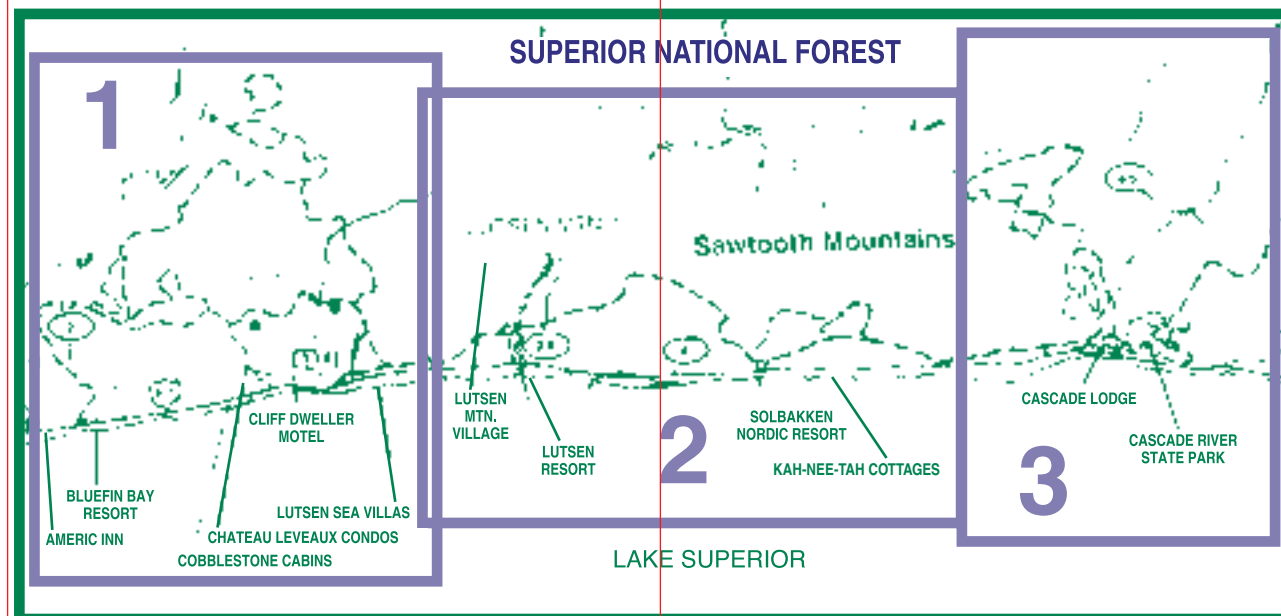 SUPERIOR NATIONAL FOREST
1
Sawtooth Mountains
CLIFF DWELLER
MOTEL
BLUEFIN BAY
RESORT
AMERIC INN
LUTSEN SEA VILLAS
CHATEAU LEVEAUX CONDOS
COBBLESTONE CABINS
LUTSEN
MTN.
VILLAGE
LUTSEN
RESORT
2
SOLBAKKEN
NORDIC RESORT
KAH-NEE-TAH COTTAGES
CASCADE LODGE
CASCADE RIVER
STATE PARK
3
LAKE SUPERIOR